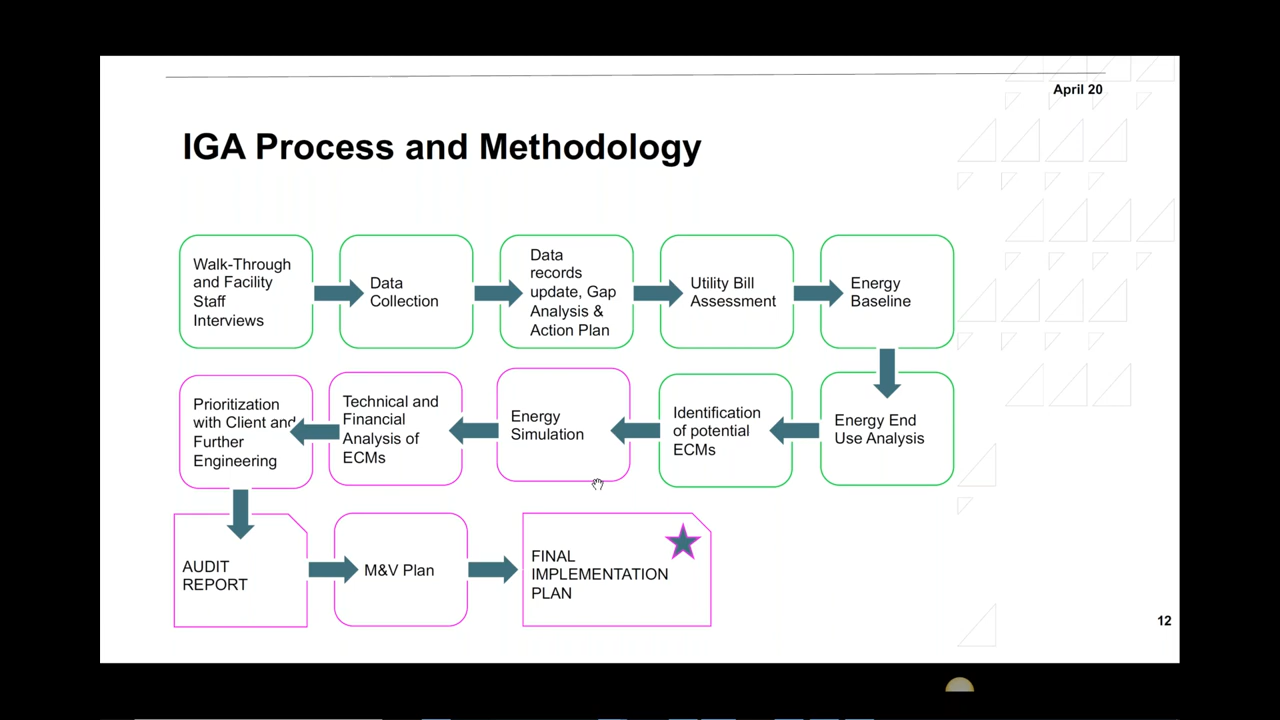 April 20
IGA Process and Methodology
Walk-Through
and Facility
Staff
Interviews
Data
Collection
Data
records
update, Gap
Analysis &
Action Plan
Utility Bill
Assessment
Energy
Baseline
Energy End
Use Analysis
Identification
of potential
ECMs
Energy
Simulation
Technical and
Financial
Analysis of
ECMs
Prioritization
with Client and
Further
Engineering
AUDIT
REPORT
M&V Plan
FINAL
IMPLEMENTATION
PLAN
12